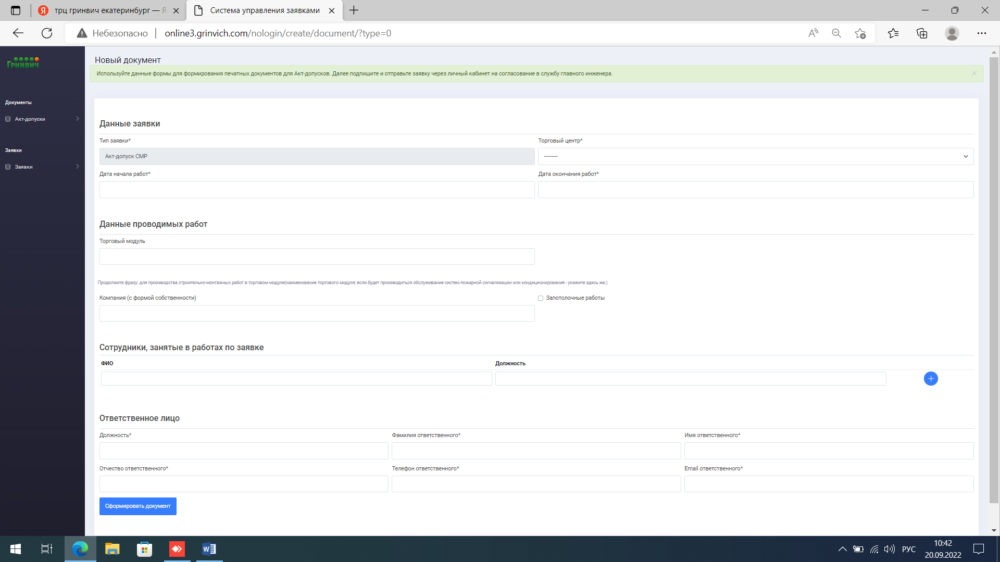 трц гринвич екатеринбург — Я
Система управления заявками
Небезопасно
online3.grinvich.com/nologin/create/document/?type=0
Гринвич
Документы
Акт-допуски
Заявки
Заявки
Новый документ
Используйте данные формы для формирования печатных документов для Акт-допусков. Далее подпишите и отправьте заявку через личный кабинет на согласование в службу главного инженера.
Данные заявки
Тип заявки*
Торговый центр*
Акт-допуск СМР
---------
Дата начала работ*
Дата окончания работ*
Данные проводимых работ
Торговый модуль
Продолжите фразу: для производства строительно-монтажных работ в торговом модуле(наименование торгового модуля; если будет производиться обслуживание систем пожарной сигнализации или кондиционирования - укажите здесь же.)
Компания (с формой собственности)
Запотолочные работы
Сотрудники, занятые в работах по заявке
ФИО
Должность
Ответственное лицо
Должность*
Фамилия ответственного*
Имя ответственного*
Отчество ответственного*
Телефон ответственного*
Email ответственного*
Сформировать документ
РУС
10:42
20.09.2022